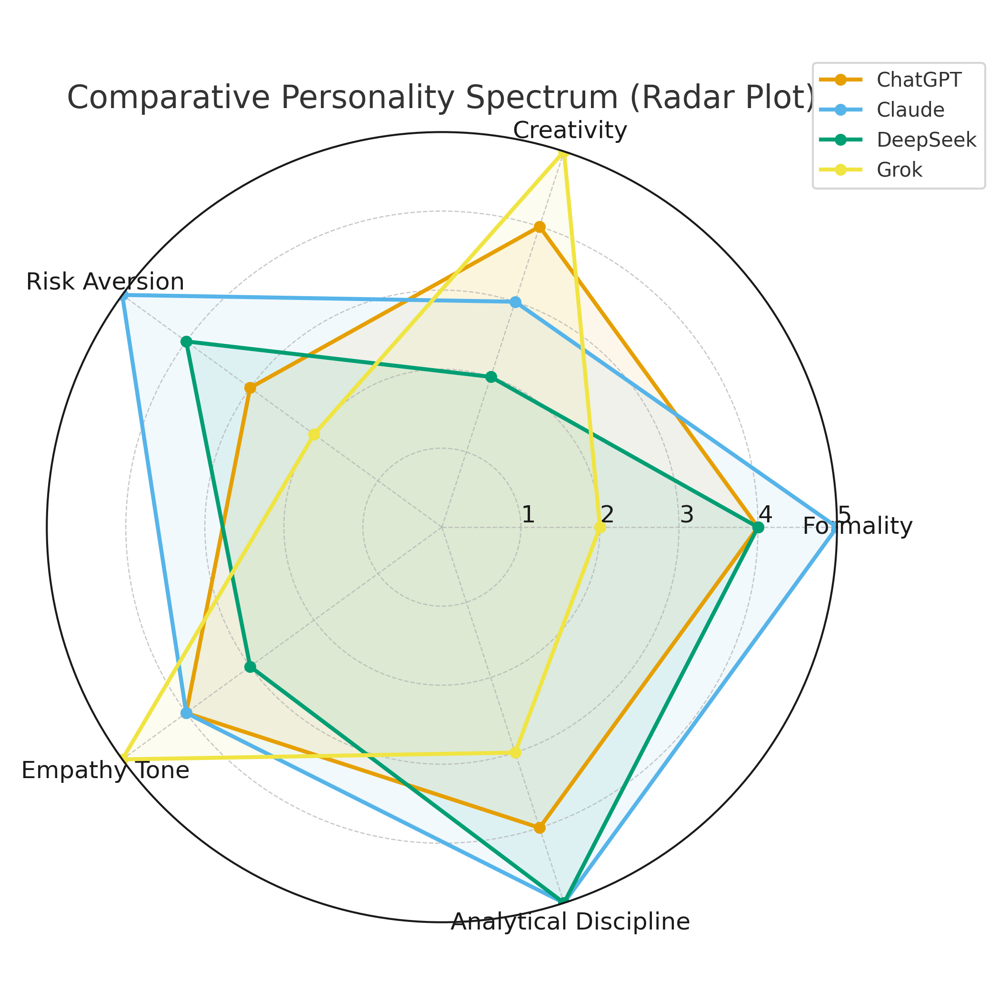 Comparative Personality Spectrum (Radar Plot)
ChatGPT
Claude
DeepSeek
Grok
Creativity
Risk Aversion
1
2
3
4
5
Formality
Empathy Tone
Analytical Discipline